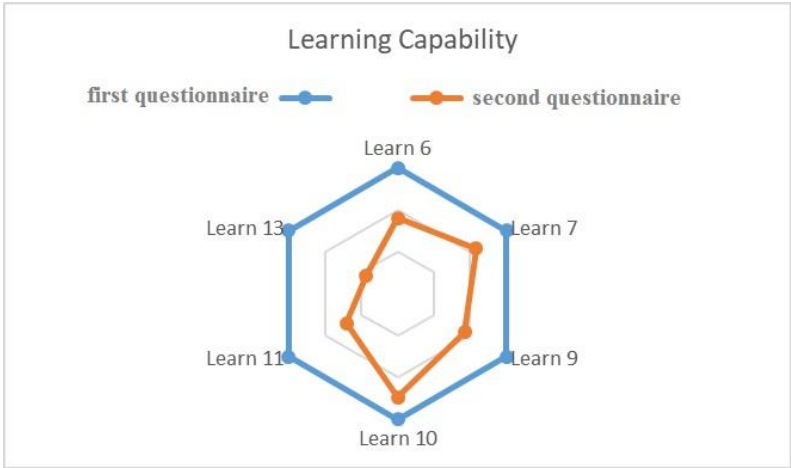 Learning Capability
first questionnaire
second questionnaire
Learn 6
Learn 13
Learn 7
Learn 11
Learn 9
Learn 10